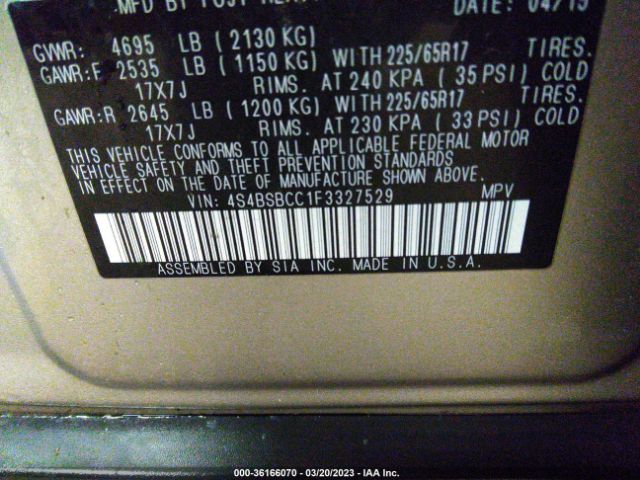 MFD BY FUJI
DATE: 04/15
GVWR: 4695 LB ( 2130 KG)
GAWR:F 2535 LB ( 1150 KG) WITH 225/65R17 TIRES.
17X7J RIMS. AT 240 KPA ( 35 PSI) COLD
GAWR:R 2645 LB ( 1200 KG) WITH 225/65R17 TIRES.
17X7J RIMS. AT 230 KPA ( 33 PSI) COLD
THIS VEHICLE CONFORMS TO ALL APPLICABLE FEDERAL MOTOR
VEHICLE SAFETY AND THEFT PREVENTION STANDARDS
IN EFFECT ON THE DATE OF MANUFACTURE SHOWN ABOVE.
VIN: 4S4BSBCC1F3327529 MPV
ASSEMBLED BY SIA INC. MADE IN U.S.A.
000-36166070 - 03/20/2023 - IAA Inc.